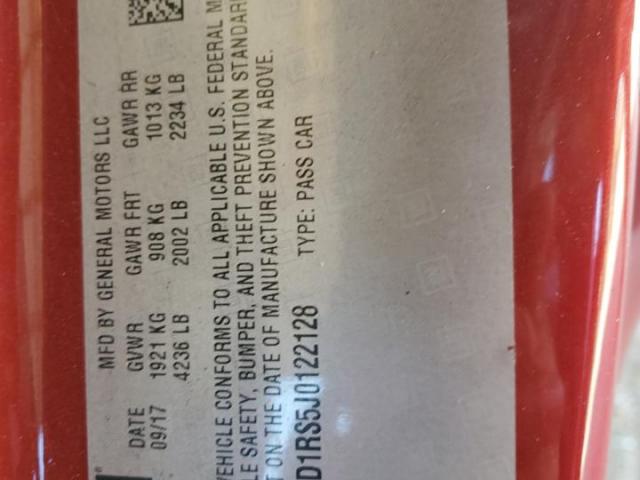 MFD BY GENERAL MOTORS LLC
DATE GVWR GAWR FRT GAWR RR
09/17 1921 KG 908 KG 1013 KG
4236 LB 2002 LB 2234 LB
VEHICLE CONFORMS TO ALL APPLICABLE U.S. FEDERAL M
LE SAFETY, BUMPER, AND THEFT PREVENTION STANDAR
T ON THE DATE OF MANUFACTURE SHOWN ABOVE.
D1RS5J0122128 TYPE: PASS CAR